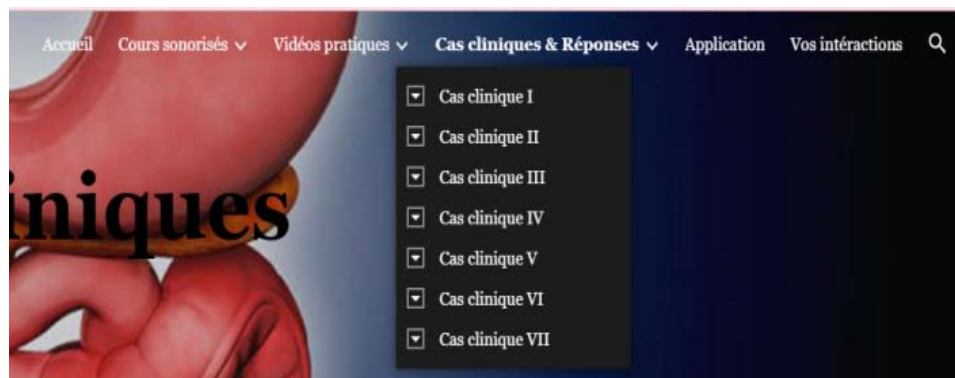 Accueil Cours sonorisés Vidéos pratiques Cas cliniques & Réponses Application Vos intéractions
Cas clinique I
Cas clinique II
Cas clinique III
Cas clinique IV
Cas clinique V
Cas clinique VI
Cas clinique VII
iniques